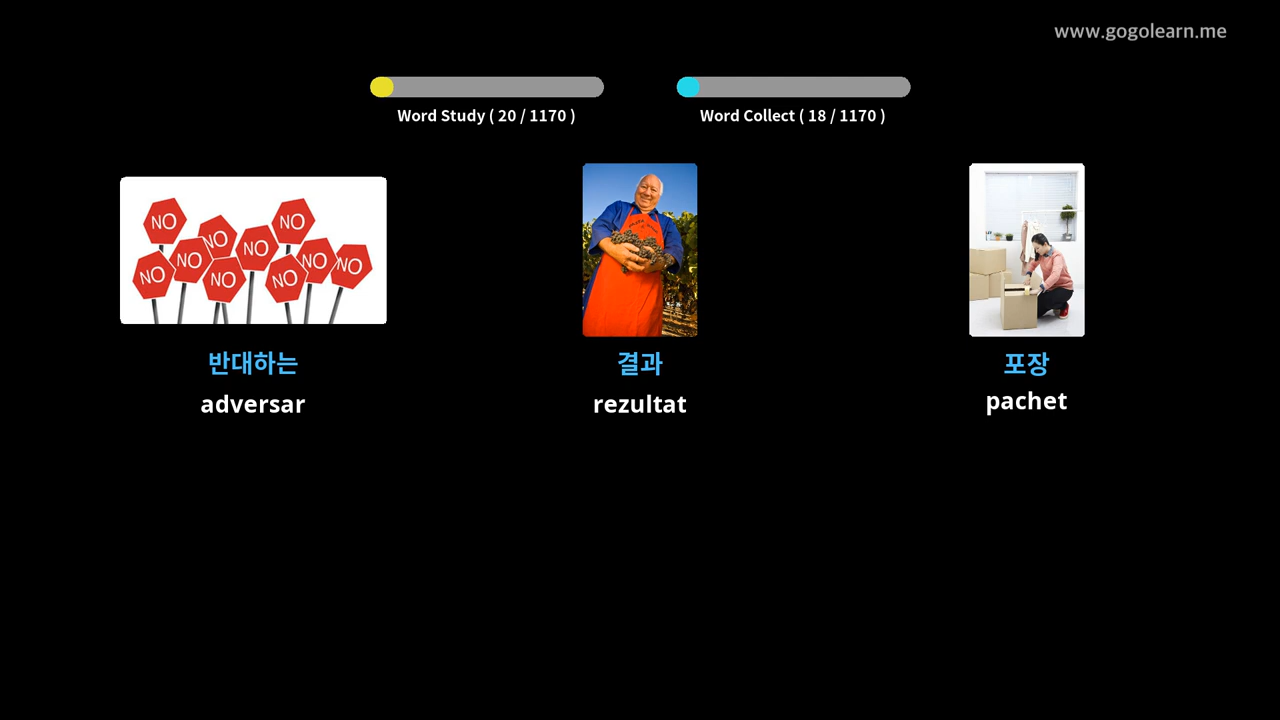 www.gogolearn.me
Word Study ( 20 / 1170 )
Word Collect ( 18 / 1170 )
NO
NO
NO
NO
NO
NO
NO
NO
NO
NO
반대하는
결과
포장
adversar
rezultat
pachet